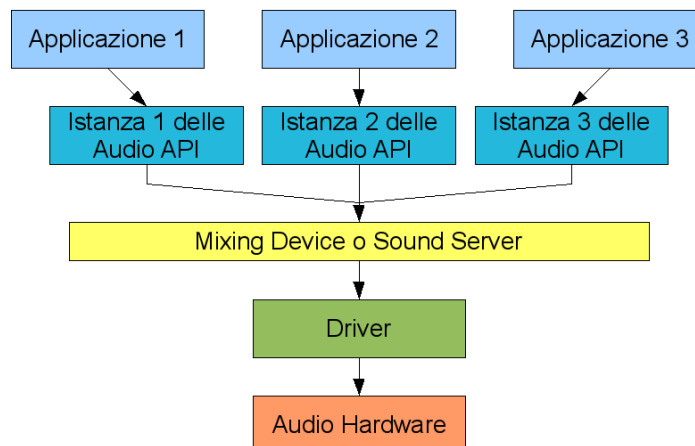 Applicazione 1
Applicazione 2
Applicazione 3
Istanza 1 delle
Audio API
Istanza 2 delle
Audio API
Istanza 3 delle
Audio API
Mixing Device o Sound Server
Driver
Audio Hardware